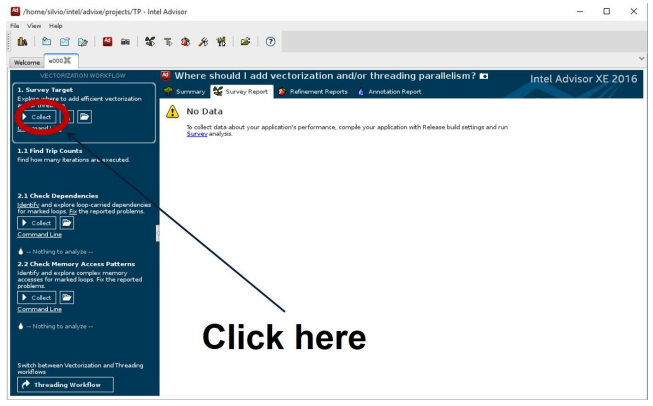 /home/silvio/intel/advixe/projects/TP - Intel Advisor
File View Help
Welcome e000
VECTORIZATION WORKFLOW
Where should I add vectorization and/or threading parallelism?
Intel Advisor XE 2016
Summary Survey Report Refinement Reports Annotation Report
1. Survey Target
Explore where to add efficient vectorization
Collect
Command Line
No Data
To collect data about your application's performance, compile your application with Release build settings and run
Survey analysis.
1.1 Find Trip Counts
Find how many iterations are executed.
2.1 Check Dependencies
Identify and explore loop-carried dependencies
for marked loops. Fix the reported problems.
Collect
Command Line
-- Nothing to analyze --
2.2 Check Memory Access Patterns
Identify and explore complex memory
accesses for marked loops. Fix the reported
problems.
Collect
Command Line
-- Nothing to analyze --
Click here
Switch between Vectorization and Threading
workflows
Threading Workflow